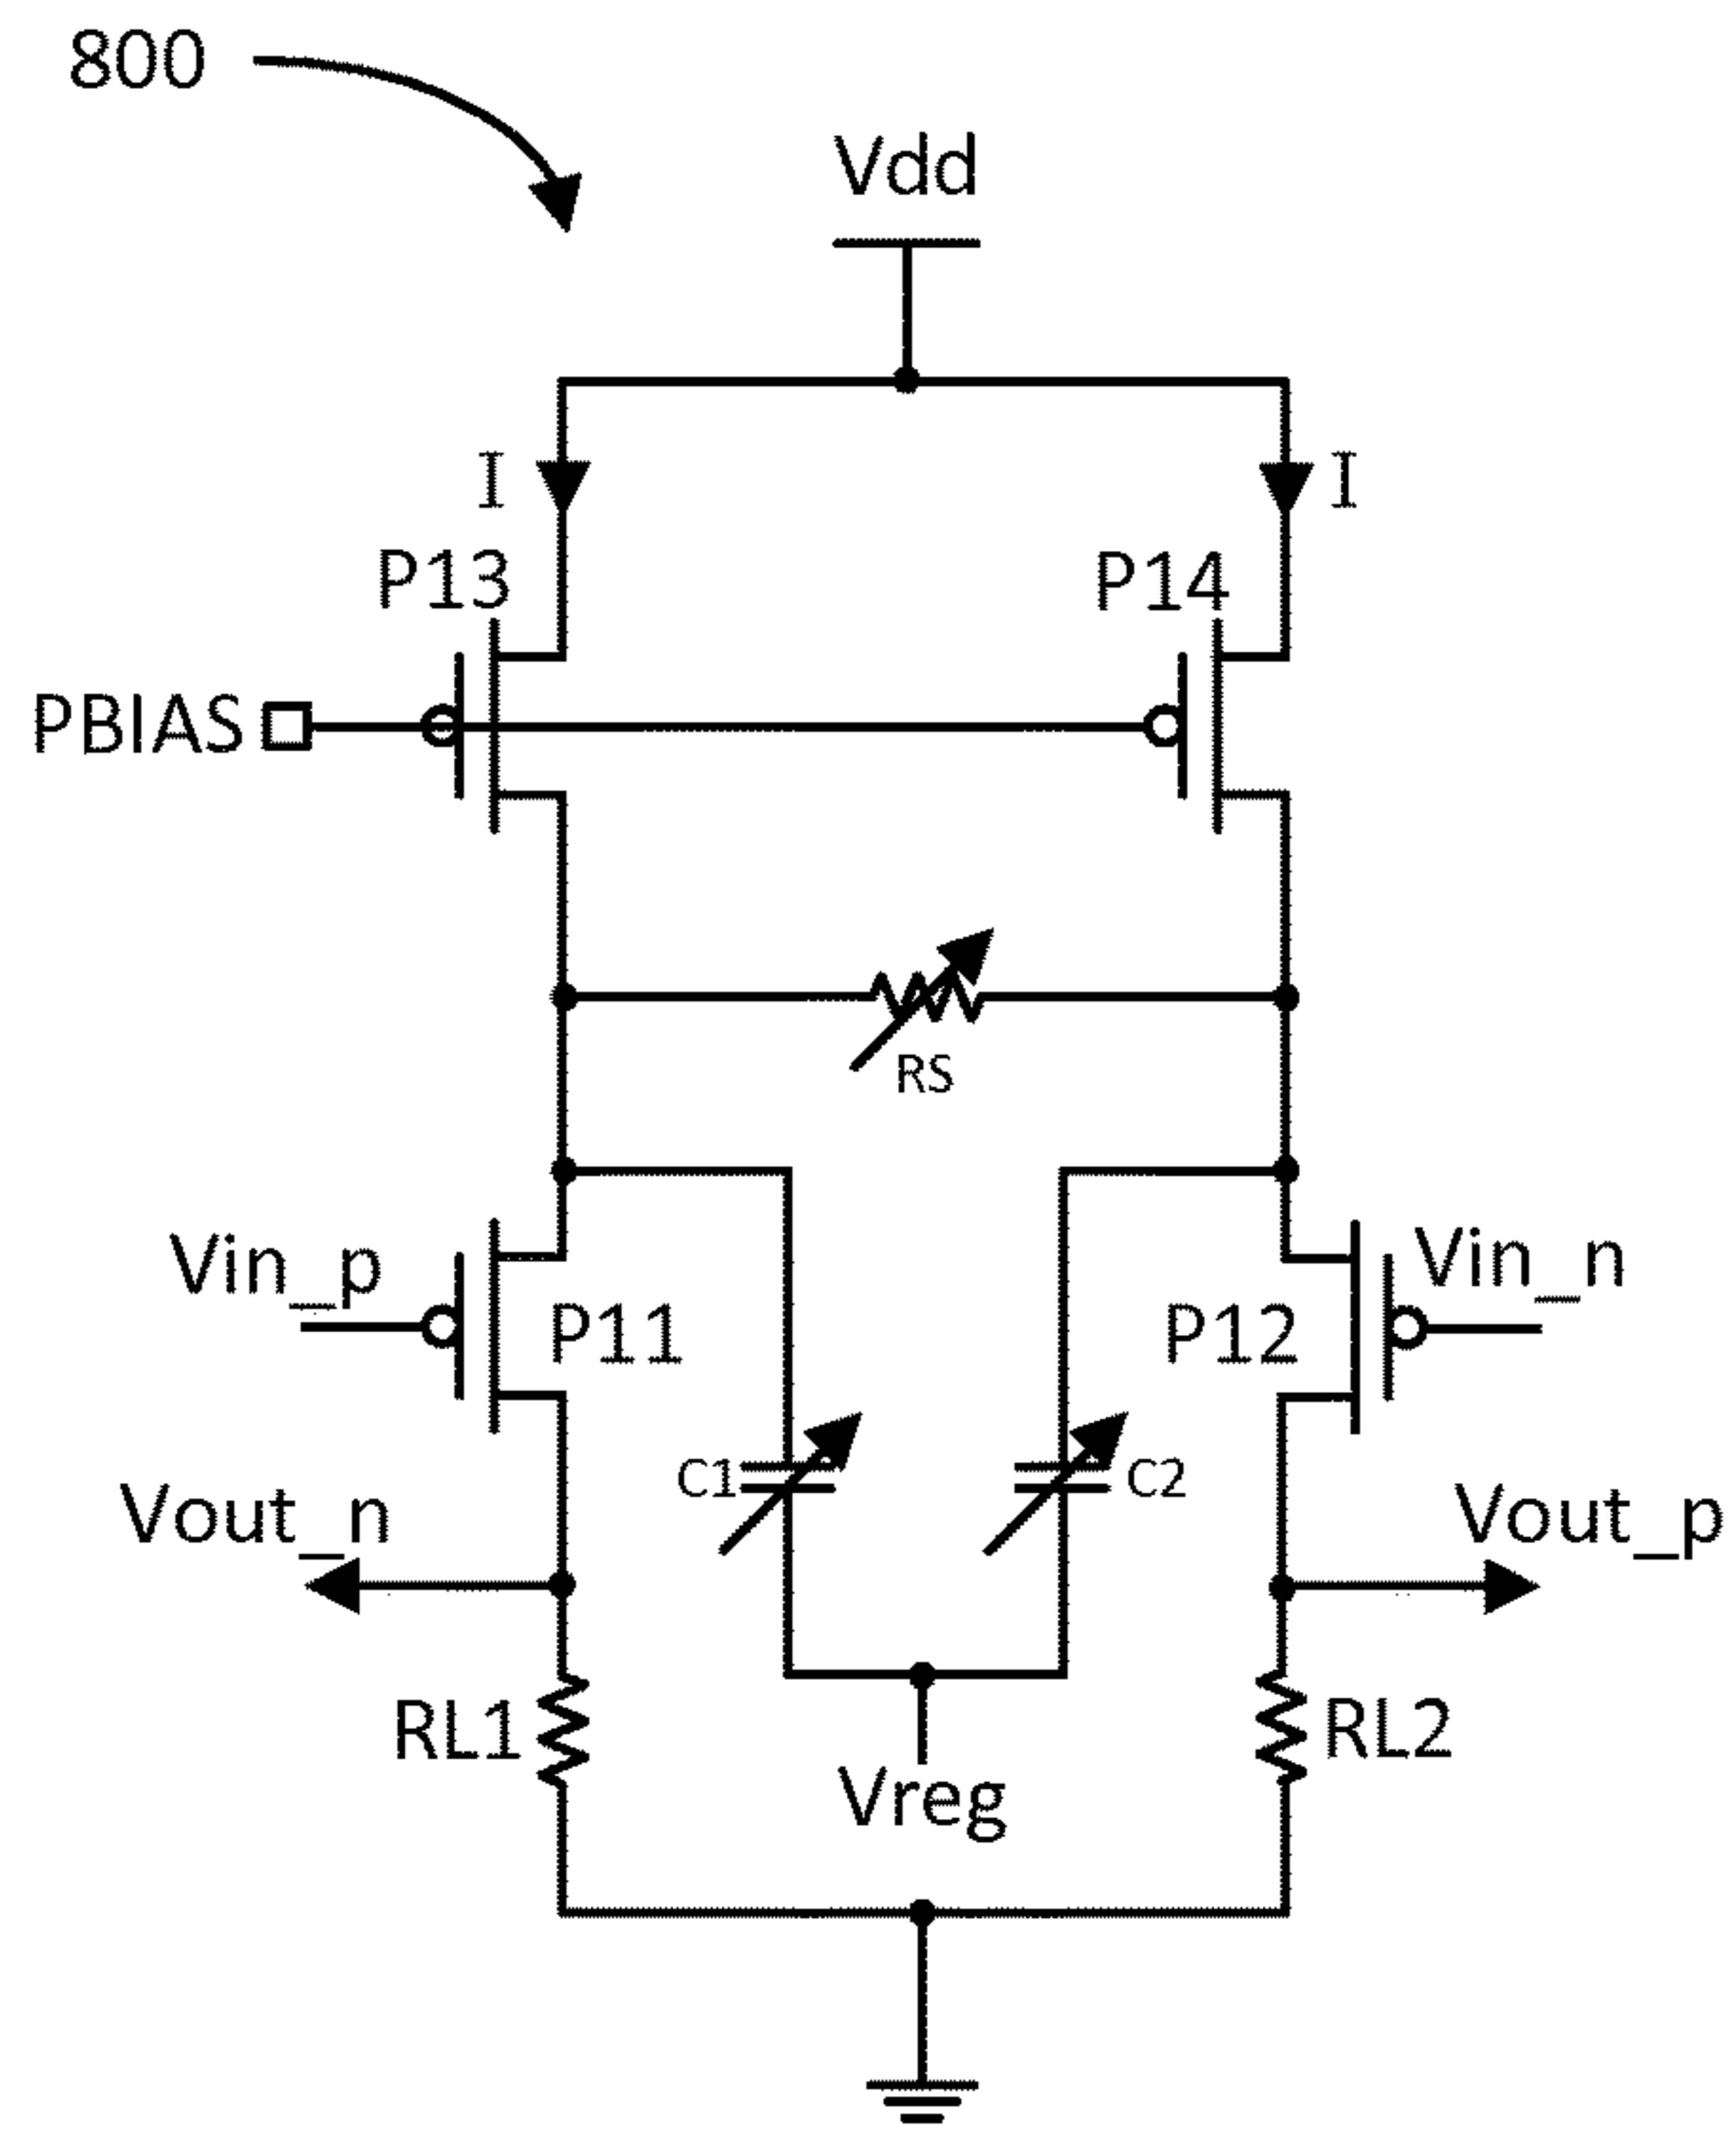 800
Vdd
I
I
P13
P14
PBIAS
RS
Vin_p
Vin_n
P11
P12
C1
C2
Vout_n
Vout_p
RL1
RL2
Vreg